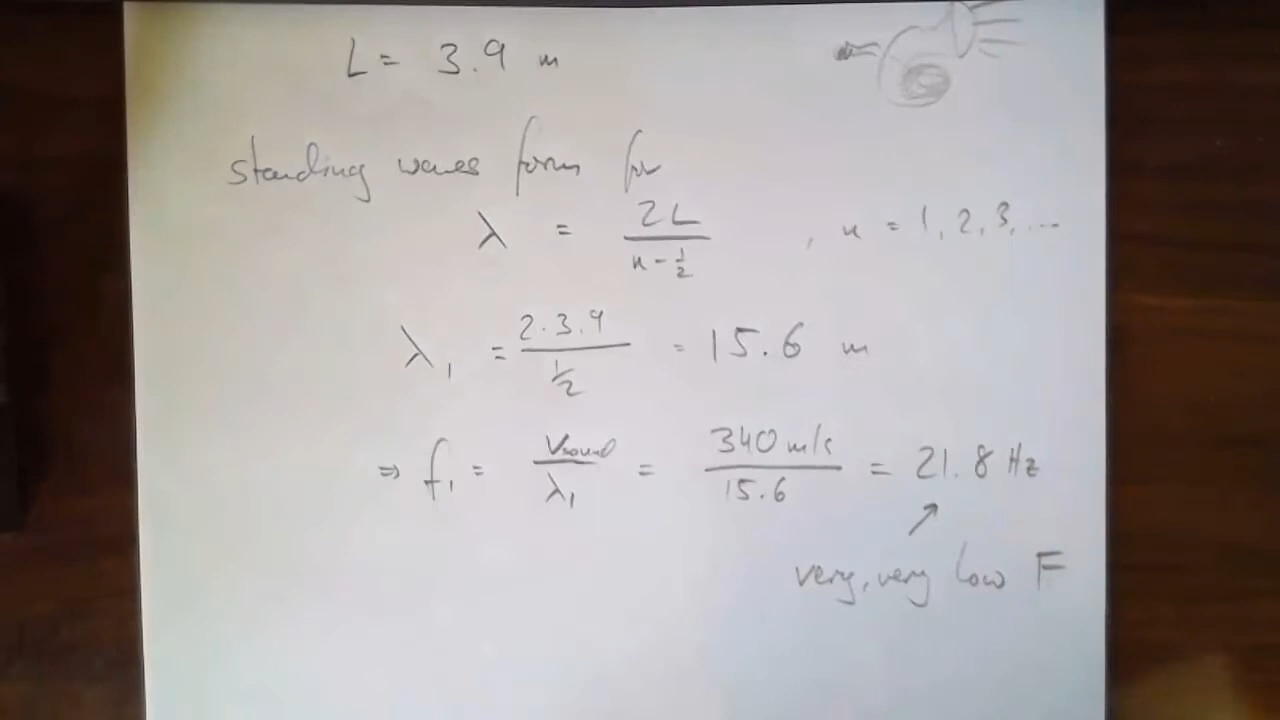 L = 3.9 m
standing waves form for
λ = 2L / (n - 1/2) , n = 1, 2, 3, ...
λ₁ = 2·3.9 / (1/2) = 15.6 m
⇒ f₁ = Vsound / λ₁ = 340 m/s / 15.6 = 21.8 Hz
↗
very, very low F